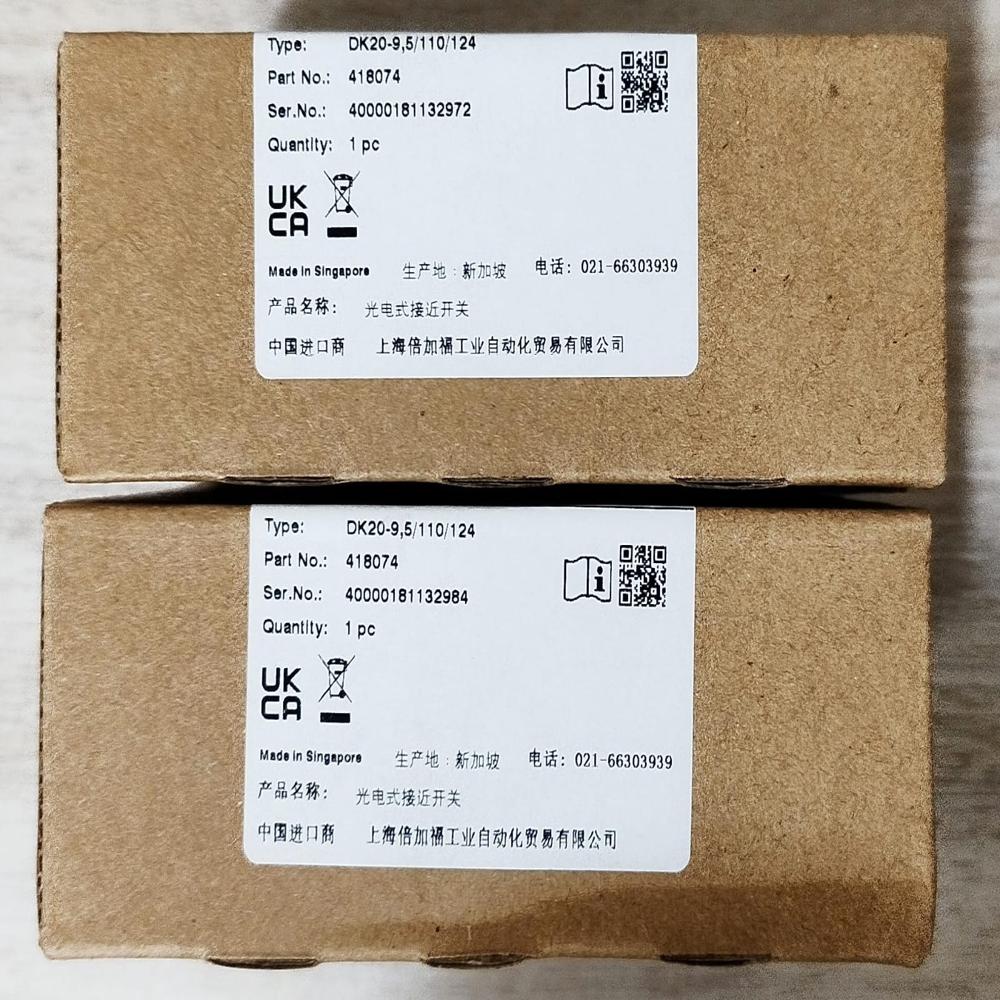 Type: DK20-9,5/110/124
Part No.: 418074
Ser.No.: 40000181132972
Quantity: 1 pc
i
UK
CA
Made in Singapore 生产地:新加坡 电话: 021-66303939
产品名称: 光电式接近开关
中国进口商 上海倍加福工业自动化贸易有限公司
Type: DK20-9,5/110/124
Part No.: 418074
Ser.No.: 40000181132984
Quantity: 1 pc
i
UK
CA
Made in Singapore 生产地:新加坡 电话: 021-66303939
产品名称: 光电式接近开关
中国进口商 上海倍加福工业自动化贸易有限公司